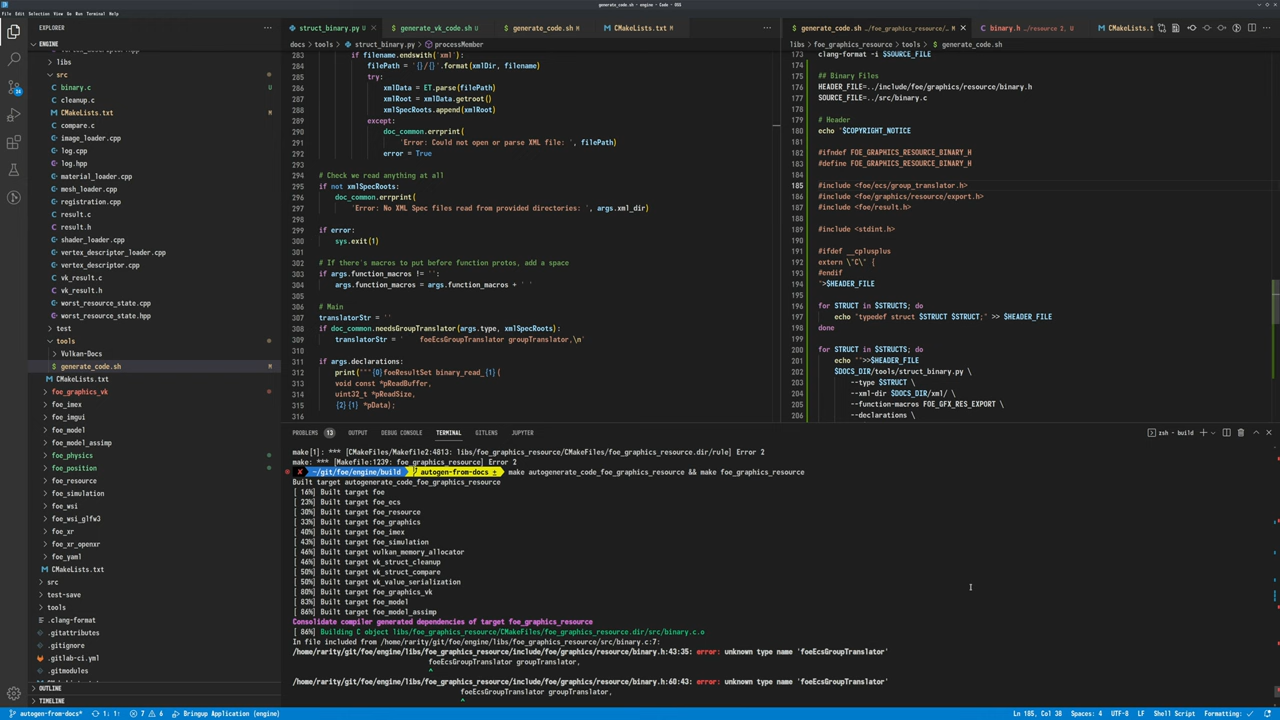 generate_code.sh - engine - Code - OSS
File Edit Selection View Go Run Terminal Help
EXPLORER
ENGINE
libs
src
binary.c U
cleanup.c
CMakeLists.txt M
compare.c
image_loader.cpp
log.cpp
log.hpp
material_loader.cpp
mesh_loader.cpp
registration.cpp
result.c
result.h
shader_loader.cpp
vertex_descriptor_loader.cpp
vertex_descriptor.cpp
vk_result.c
vk_result.h
worst_resource_state.cpp
worst_resource_state.hpp
test
tools
Vulkan-Docs
generate_code.sh M
CMakeLists.txt
foe_graphics_vk
foe_imex
foe_imgui
foe_model
foe_model_assimp
foe_physics
foe_position
foe_resource
foe_simulation
foe_wsi
foe_wsi_glfw3
foe_xr
foe_xr_openxr
foe_yaml
CMakeLists.txt
src
test-save
tools
.clang-format
.gitattributes
.gitignore
.gitlab-ci.yml
.gitmodules
OUTLINE
TIMELINE
struct_binary.py U
generate_vk_code.sh U
generate_code.sh M
CMakeLists.txt M
docs > tools > struct_binary.py > processMember
283 if filename.endswith('xml'):
284 filePath = '{}/{}'.format(xmlDir, filename)
285 try:
286 xmlData = ET.parse(filePath)
287 xmlRoot = xmlData.getroot()
288 xmlSpecRoots.append(xmlRoot)
289 except:
290 doc_common.errprint(
291 'Error: Could not open or parse XML file: ', filePath)
292 error = True
293
294 # Check we read anything at all
295 if not xmlSpecRoots:
296 doc_common.errprint(
297 'Error: No XML Spec files read from provided directories: ', args.xml_dir)
298
299 if error:
300 sys.exit(1)
301
302 # If there's macros to put before function protos, add a space
303 if args.function_macros != '':
304 args.function_macros = args.function_macros + ' '
305
306 # Main
307 translatorStr = ''
308 if doc_common.needsGroupTranslator(args.type, xmlSpecRoots):
309 translatorStr = ' foeEcsGroupTranslator groupTranslator,\n'
310
311 if args.declarations:
312 print("""{0}foeResultSet binary_read_{1}{
313 void const *pReadBuffer,
314 uint32_t *pReadSize,
315 {2}{1} *pData);
316
generate_code.sh .../foe_graphics_resource/... M
binary.h .../resource 2, U
CMakeLists.t
libs > foe_graphics_resource > tools > generate_code.sh
173 clang-format -i $SOURCE_FILE
174
175 ## Binary Files
176 HEADER_FILE=../include/foe/graphics/resource/binary.h
177 SOURCE_FILE=../src/binary.c
178
179 # Header
180 echo "$COPYRIGHT_NOTICE
181
182 #ifndef FOE_GRAPHICS_RESOURCE_BINARY_H
183 #define FOE_GRAPHICS_RESOURCE_BINARY_H
184
185 #include <foe/ecs/group_translator.h>
186 #include <foe/graphics/resource/export.h>
187 #include <foe/result.h>
188
189 #include <stdint.h>
190
191 #ifdef __cplusplus
192 extern \"C\" {
193 #endif
194 ">$HEADER_FILE
195
196 for STRUCT in $STRUCTS; do
197 echo "typedef struct $STRUCT $STRUCT;" >> $HEADER_FILE
198 done
199
200 for STRUCT in $STRUCTS; do
201 echo "">>$HEADER_FILE
202 $DOCS_DIR/tools/struct_binary.py \
203 --type $STRUCT \
204 --xml-dir $DOCS_DIR/xml/ \
205 --function-macros FOE_GFX_RES_EXPORT \
206 --declarations \
PROBLEMS 13 OUTPUT DEBUG CONSOLE TERMINAL GITLENS JUPYTER
zsh - build
make[1]: *** [CMakeFiles/Makefile2:4813: libs/foe_graphics_resource/CMakeFiles/foe_graphics_resource.dir/rule] Error 2
make: *** [Makefile:1239: foe_graphics_resource] Error 2
✘ ~/git/foe/engine/build autogen-from-docs ± make autogenerate_code_foe_graphics_resource && make foe_graphics_resource
Built target autogenerate_code_foe_graphics_resource
[ 16%] Built target foe
[ 23%] Built target foe_ecs
[ 30%] Built target foe_resource
[ 33%] Built target foe_graphics
[ 40%] Built target foe_imex
[ 43%] Built target foe_simulation
[ 46%] Built target vulkan_memory_allocator
[ 46%] Built target vk_struct_cleanup
[ 50%] Built target vk_struct_compare
[ 50%] Built target vk_value_serialization
[ 80%] Built target foe_graphics_vk
[ 83%] Built target foe_model
[ 86%] Built target foe_model_assimp
Consolidate compiler generated dependencies of target foe_graphics_resource
[ 86%] Building C object libs/foe_graphics_resource/CMakeFiles/foe_graphics_resource.dir/src/binary.c.o
In file included from /home/rarity/git/foe/engine/libs/foe_graphics_resource/src/binary.c:7:
/home/rarity/git/foe/engine/libs/foe_graphics_resource/include/foe/graphics/resource/binary.h:43:35: error: unknown type name 'foeEcsGroupTranslator'
foeEcsGroupTranslator groupTranslator,
^
/home/rarity/git/foe/engine/libs/foe_graphics_resource/include/foe/graphics/resource/binary.h:60:43: error: unknown type name 'foeEcsGroupTranslator'
foeEcsGroupTranslator groupTranslator,
^
autogen-from-docs* 1↓ 1↑ 7 6 Bringup Application (engine)
Ln 185, Col 38 Spaces: 4 UTF-8 LF Shell Script Formatting: ✓